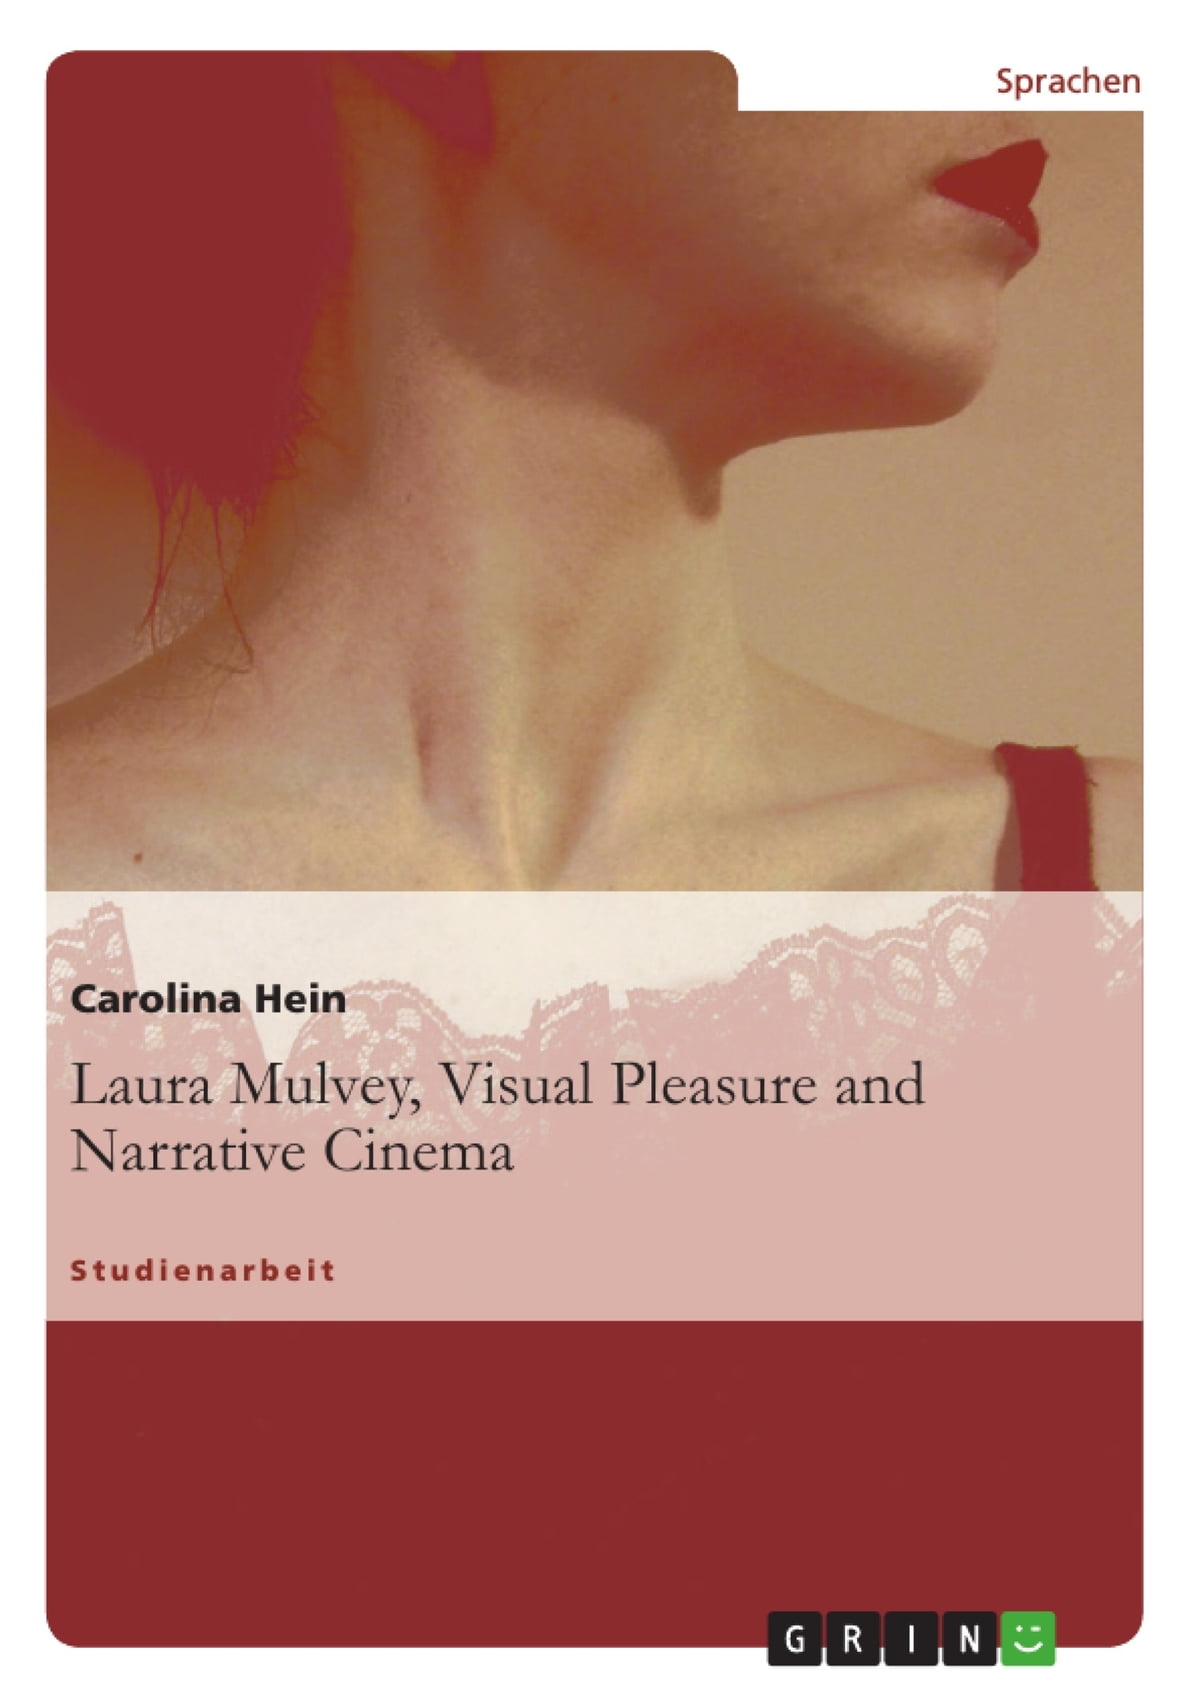 Sprachen
Carolina Hein
Laura Mulvey, Visual Pleasure and
Narrative Cinema
Studienarbeit
GRIN